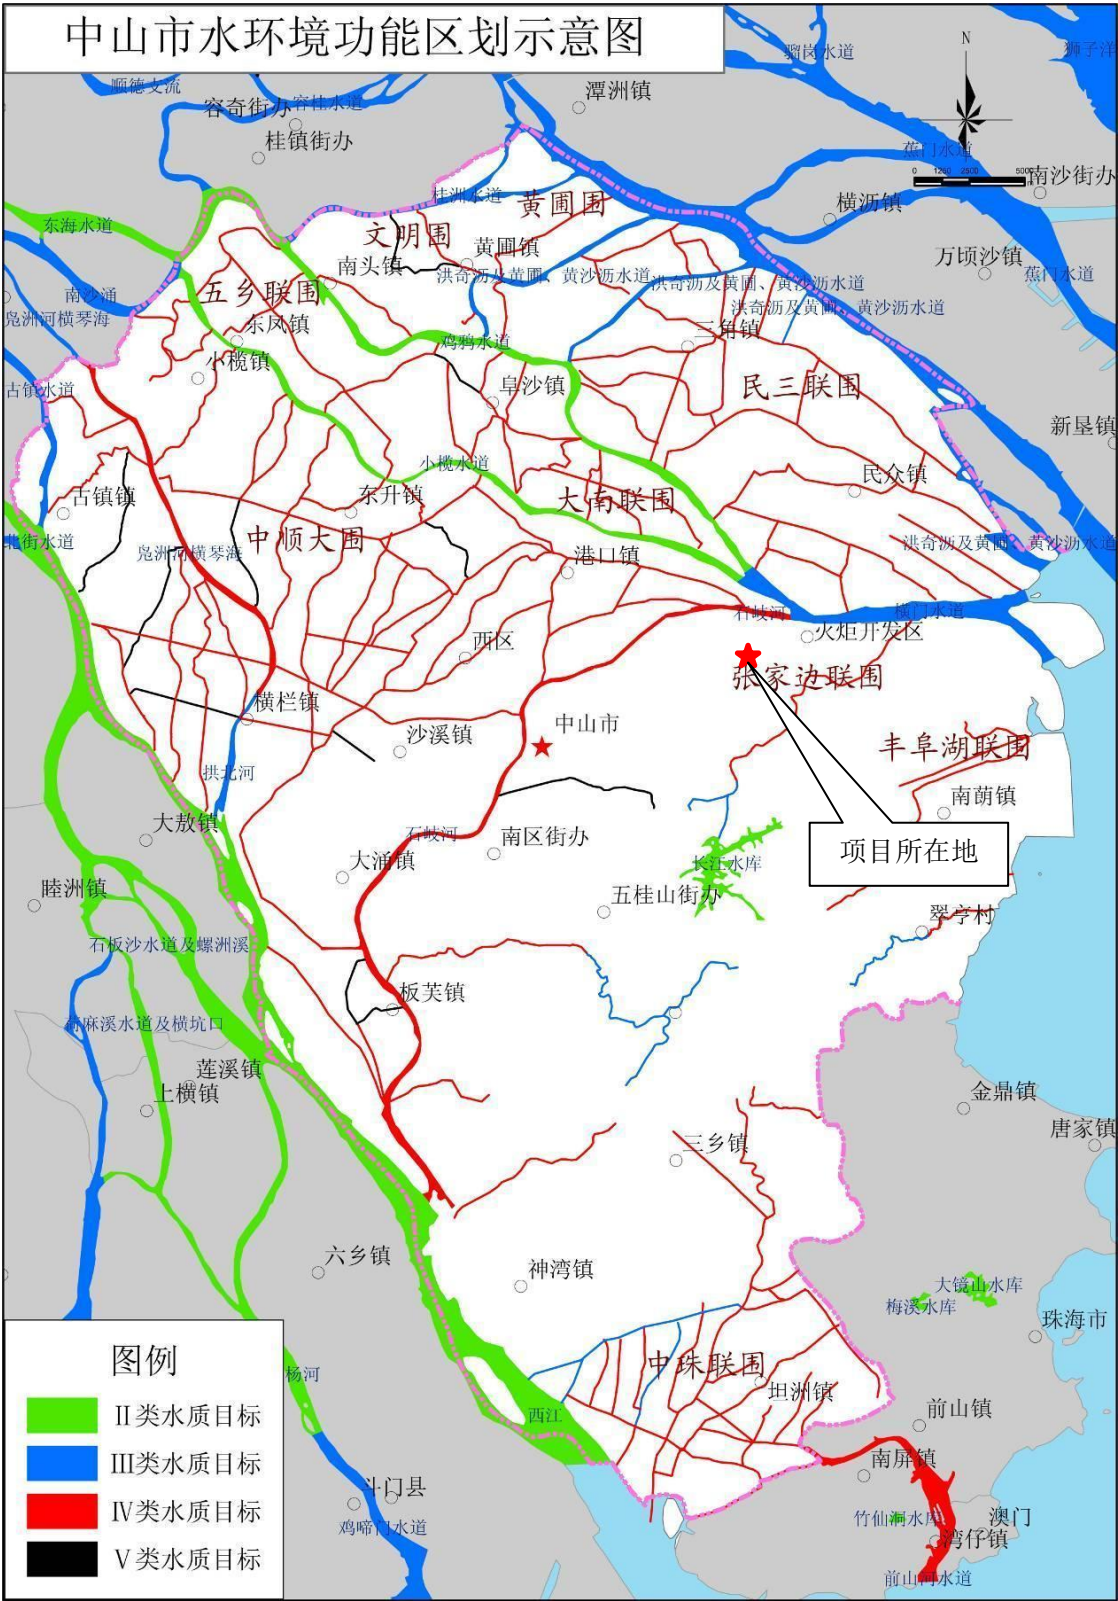 中山市水环境功能区划示意图
骝岗水道
狮子洋
N
顺德支流
容奇街办
容桂水道
潭洲镇
桂镇街办
蕉门水道
0 1250 2500 5000
南沙街办
桂洲水道
黄圃围
横沥镇
东海水道
文明围
黄圃镇
万顷沙镇
南头镇
洪奇沥及黄圃、黄沙沥水道
洪奇沥及黄圃、黄沙沥水道
蕉门水道
南沙涌
五乡联围
洪奇沥及黄圃、黄沙沥水道
凫洲河横琴海
东凤镇
三角镇
鸡鸦水道
小榄镇
古镇水道
阜沙镇
民三联围
新垦镇
小榄水道
民众镇
古镇镇
东升镇
大南联围
北街水道
凫洲河横琴海
中顺大围
港口镇
洪奇沥及黄圃、黄沙沥水道
石岐河
横门水道
西区
火炬开发区
张家边联围
横栏镇
沙溪镇
中山市
丰阜湖联围
拱北河
南蓢镇
大敖镇
石岐河
南区街办
项目所在地
大涌镇
长江水库
睦洲镇
五桂山街办
翠亨村
石板沙水道及螺洲溪
板芙镇
荷麻溪水道及横坑口
莲溪镇
上横镇
金鼎镇
唐家镇
三乡镇
六乡镇
神湾镇
大镜山水库
梅溪水库
珠海市
图例
杨河
中珠联围
坦洲镇
II类水质目标
西江
前山镇
III类水质目标
南屏镇
斗门县
IV类水质目标
鸡啼门水道
竹仙洞水库
澳门
湾仔镇
V类水质目标
前山河水道